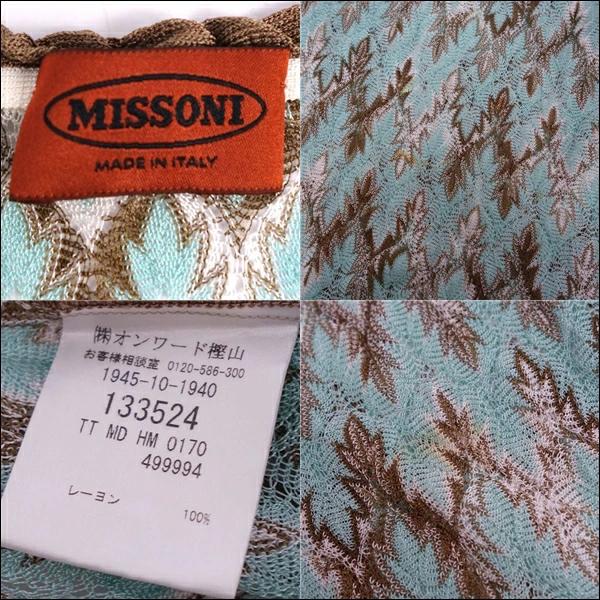 MISSONI
MADE IN ITALY
㈱オンワード樫山
お客様相談室 0120-586-300
1945-10-1940
133524
TT MD HM 0170
499994
レーヨン 100%